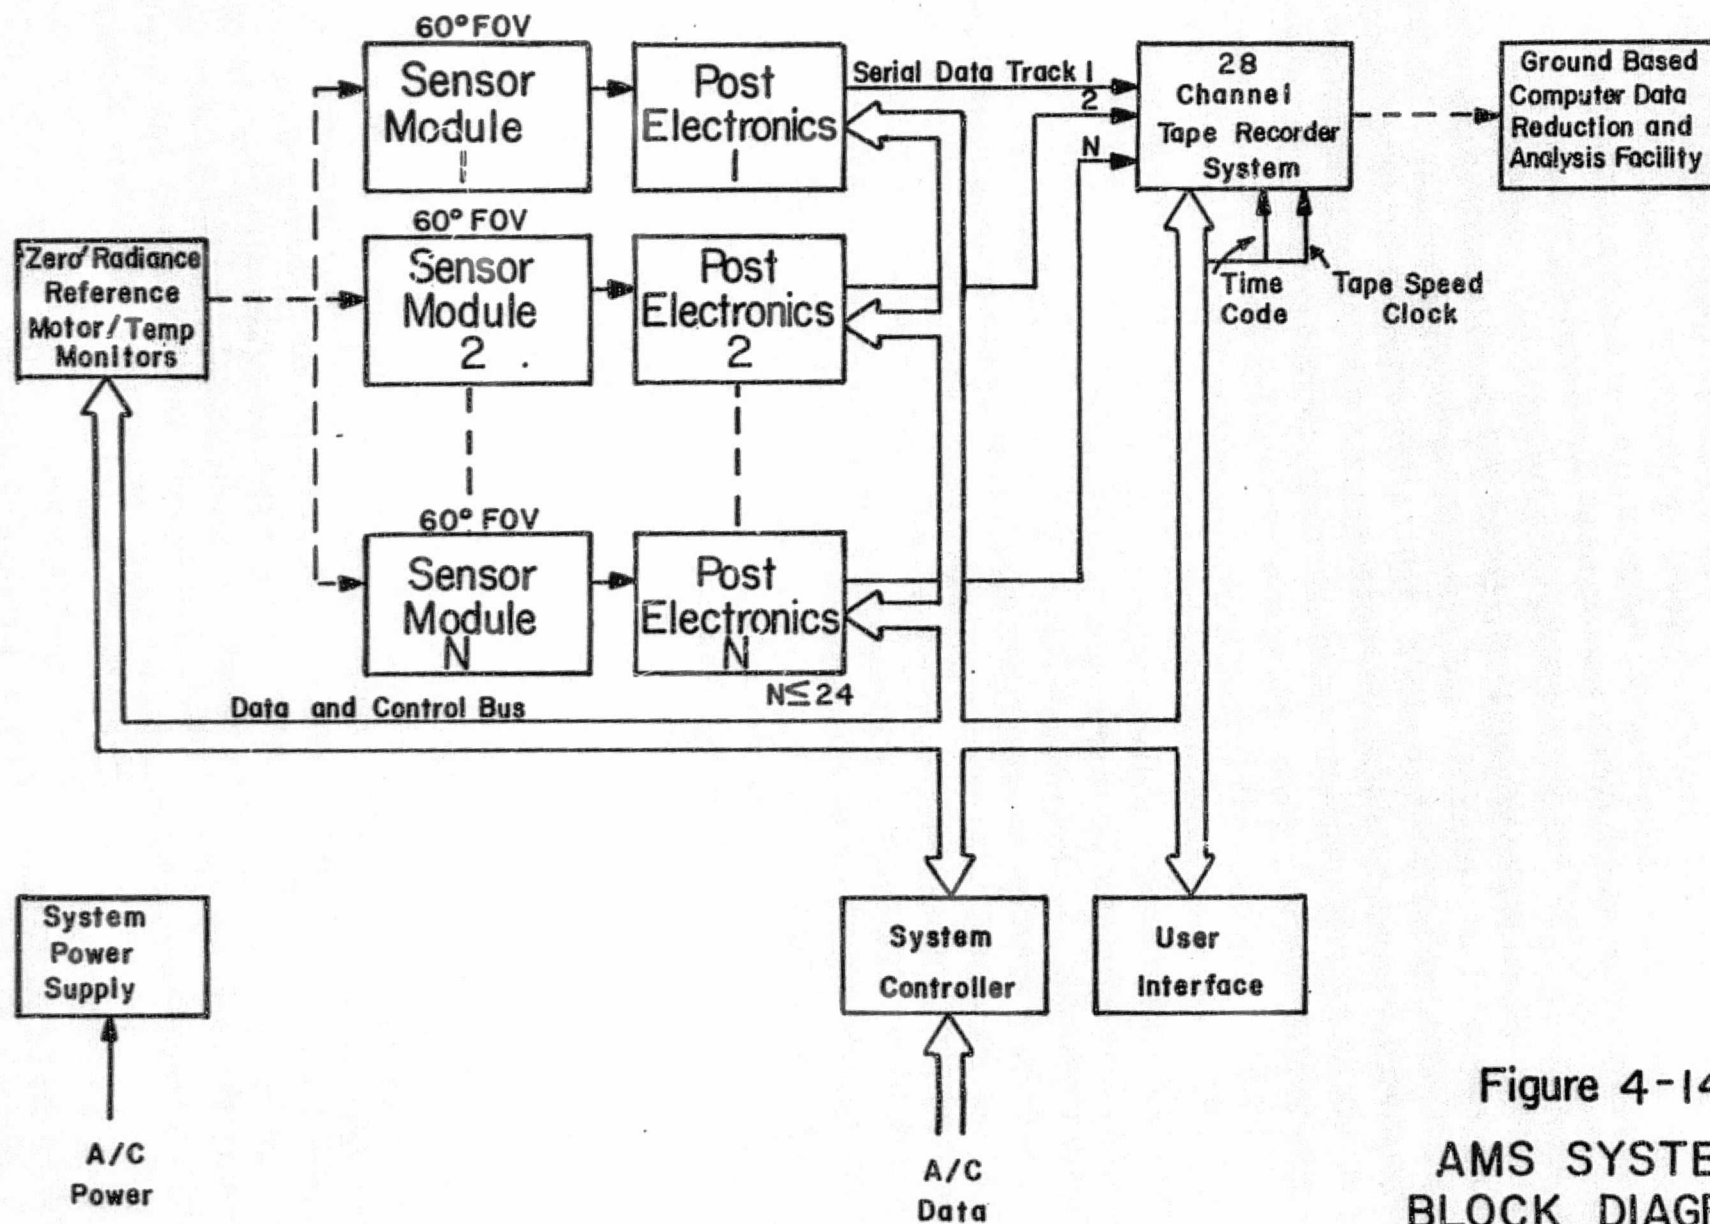 60° FOV
Sensor
Module
1
Post
Electronics
1
Serial Data Track 1
2
N
28
Channel
Tape Recorder
System
Ground Based
Computer Data
Reduction and
Analysis Facility
Time
Code
Tape Speed
Clock
"Zero" Radiance
Reference
Motor/Temp
Monitors
60° FOV
Sensor
Module
2
Post
Electronics
2
60° FOV
Sensor
Module
N
Post
Electronics
N
N≤24
Data and Control Bus
System
Power
Supply
A/C
Power
System
Controller
A/C
Data
User
Interface
Figure 4-14
AMS SYSTE
BLOCK DIAGR